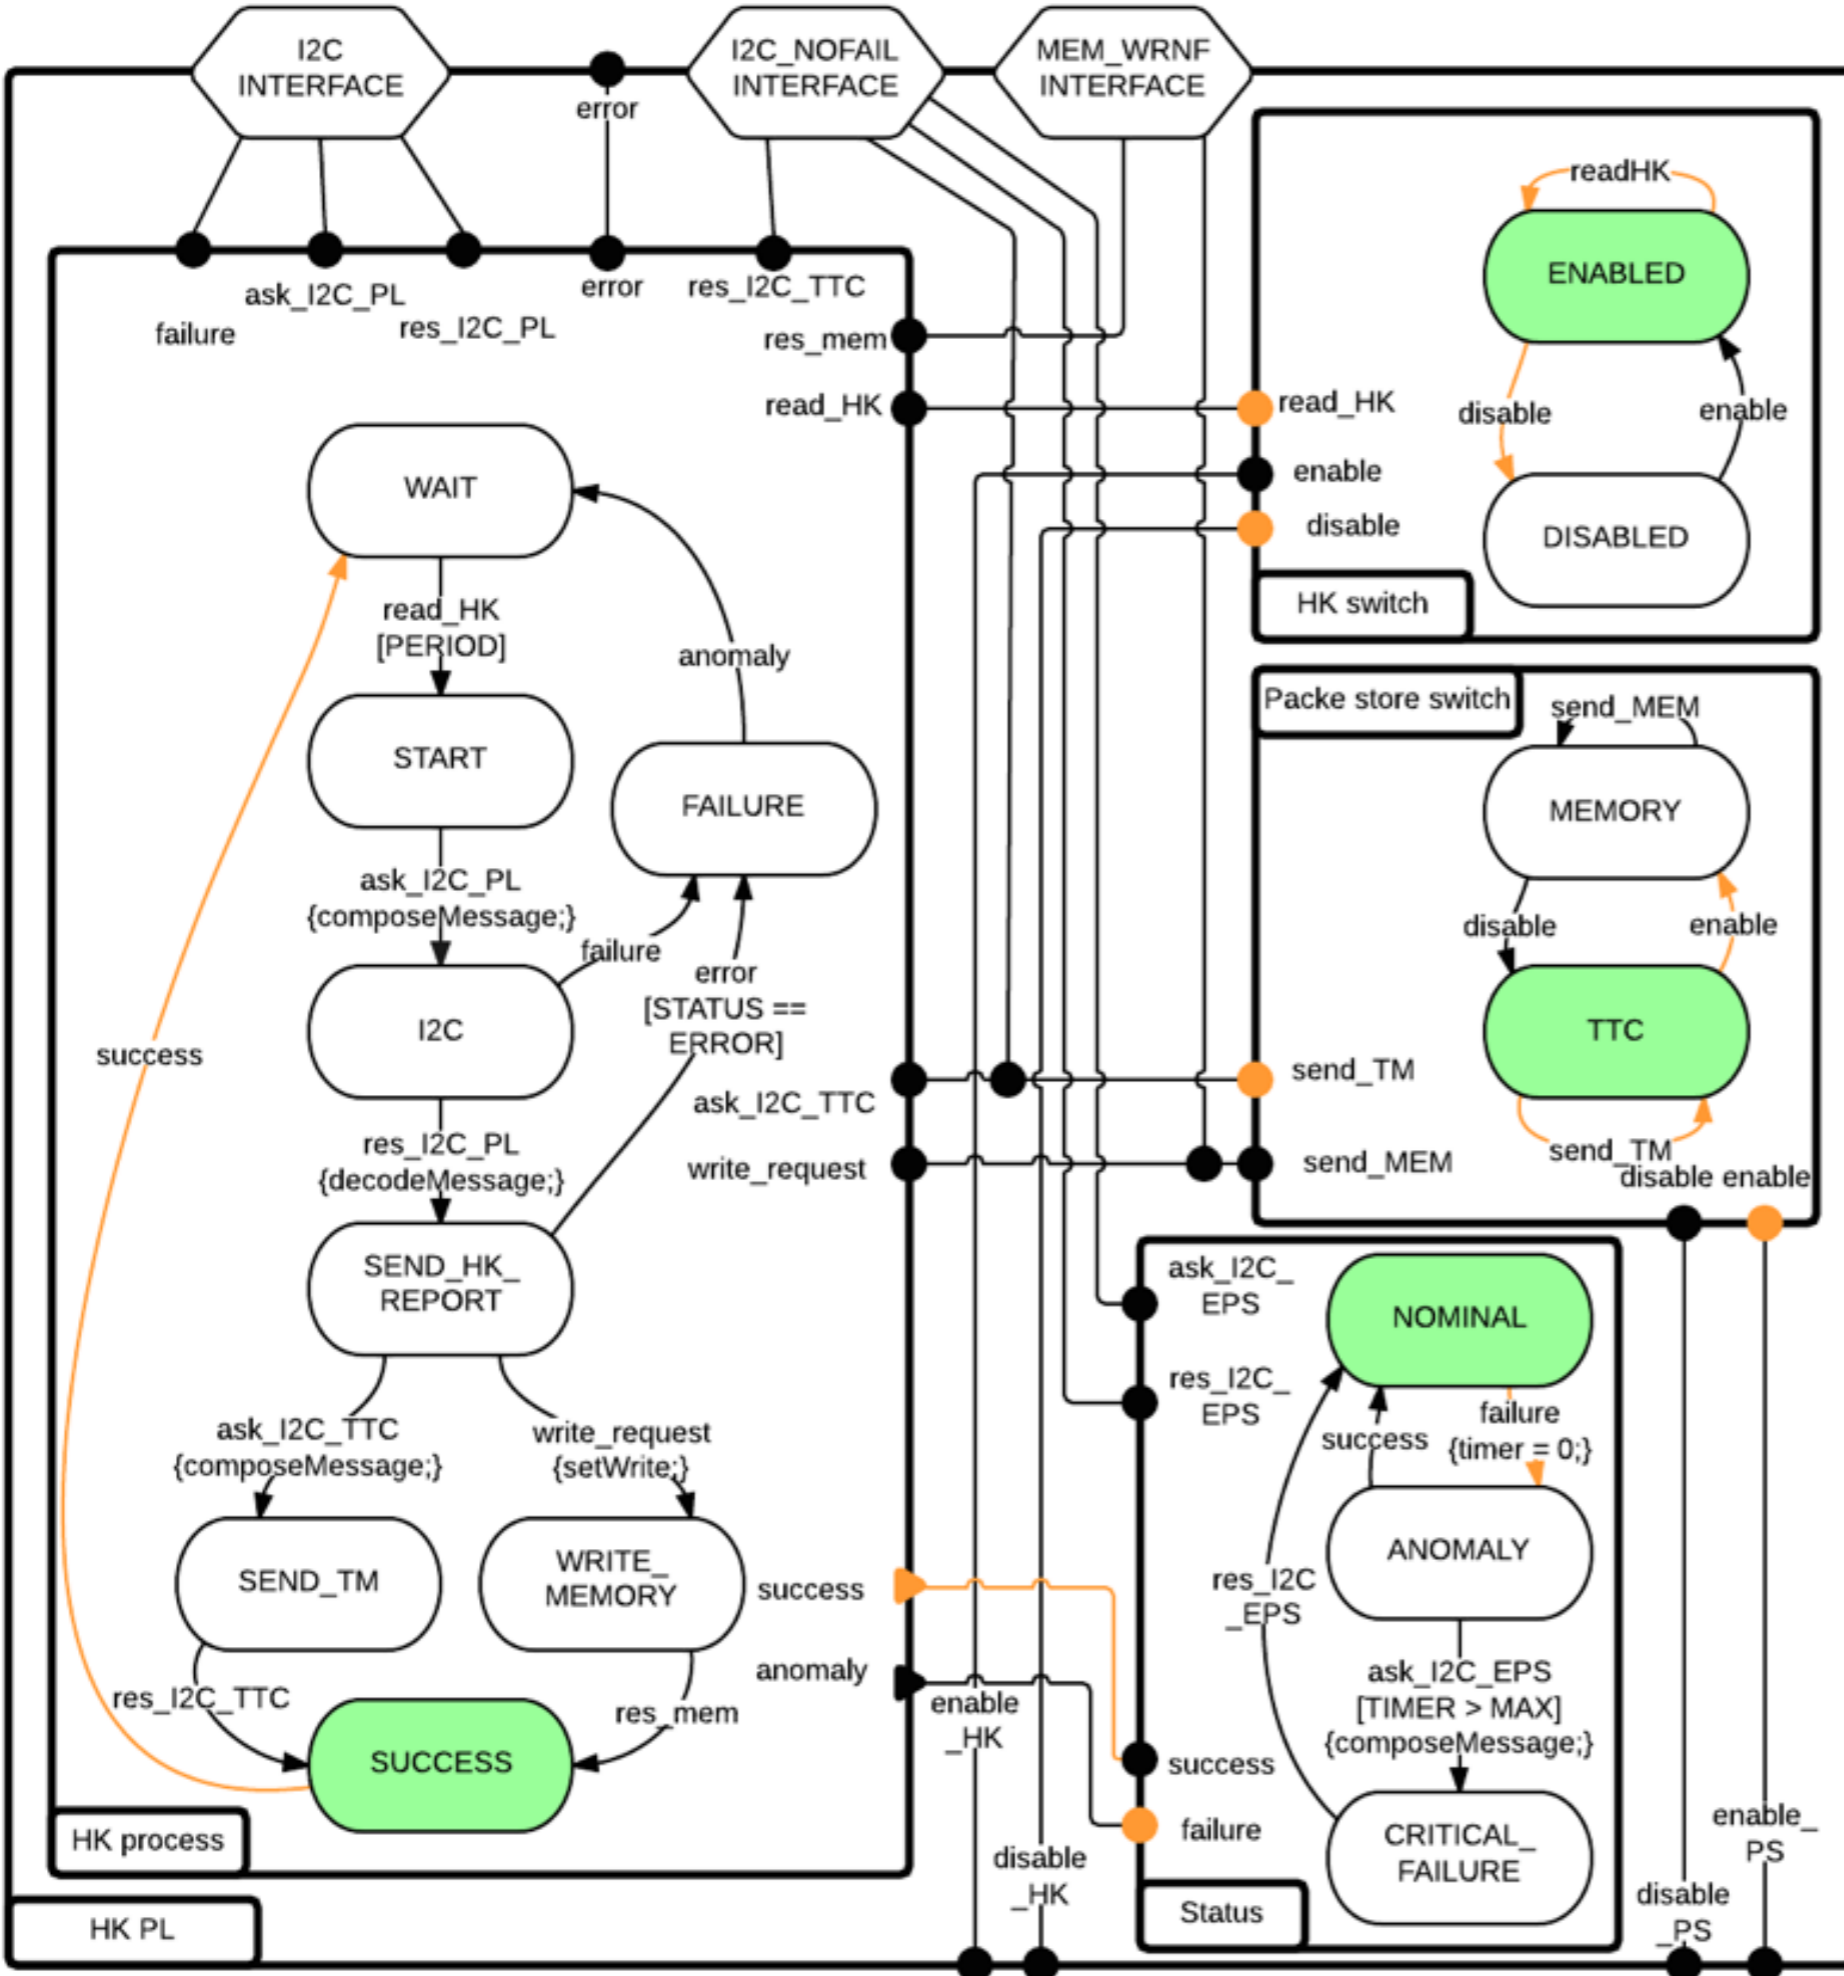 I2C
INTERFACE
error
I2C_NOFAIL
INTERFACE
MEM_WRNF
INTERFACE
failure
ask_I2C_PL
res_I2C_PL
error
res_I2C_TTC
res_mem
read_HK
WAIT
read_HK
[PERIOD]
anomaly
START
FAILURE
ask_I2C_PL
{composeMessage;}
failure
error
[STATUS ==
ERROR]
I2C
success
res_I2C_PL
{decodeMessage;}
ask_I2C_TTC
write_request
SEND_HK_
REPORT
ask_I2C_TTC
{composeMessage;}
write_request
{setWrite;}
SEND_TM
WRITE_
MEMORY
success
anomaly
res_I2C_TTC
res_mem
SUCCESS
HK process
HK PL
enable
_HK
disable
_HK
readHK
ENABLED
read_HK
disable
enable
enable
disable
DISABLED
HK switch
Packe store switch
send_MEM
MEMORY
disable
enable
TTC
send_TM
send_TM
send_MEM
disable enable
ask_I2C_
EPS
res_I2C_
EPS
NOMINAL
success
failure
{timer = 0;}
ANOMALY
res_I2C
_EPS
ask_I2C_EPS
[TIMER > MAX]
{composeMessage;}
success
failure
CRITICAL_
FAILURE
Status
disable
_PS
enable_
PS